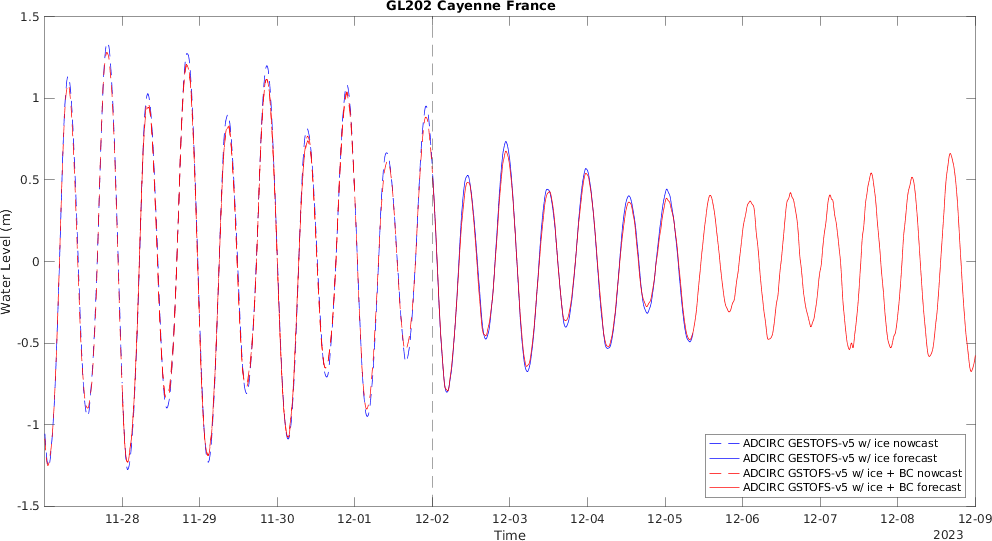 GL202 Cayenne France
1.5
1
0.5
0
-0.5
-1
-1.5
Water Level (m)
ADCIRC GESTOFS-v5 w/ ice nowcast
ADCIRC GESTOFS-v5 w/ ice forecast
ADCIRC GSTOFS-v5 w/ ice + BC nowcast
ADCIRC GSTOFS-v5 w/ ice + BC forecast
11-28 11-29 11-30 12-01 12-02 12-03 12-04 12-05 12-06 12-07 12-08 12-09
Time
2023